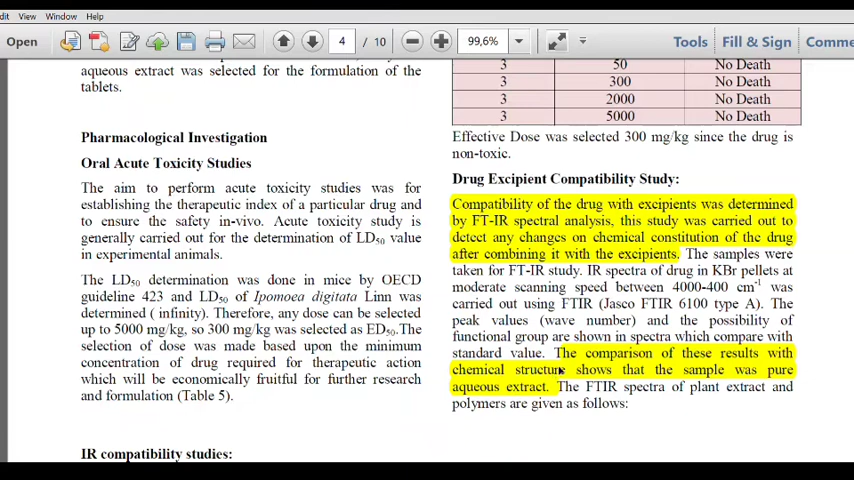 dit View Window Help
Open 4 / 10 99,6% Tools Fill & Sign Comme
aqueous extract was selected for the formulation of the
tablets.
Pharmacological Investigation
Oral Acute Toxicity Studies
The aim to perform acute toxicity studies was for
establishing the therapeutic index of a particular drug and
to ensure the safety in-vivo. Acute toxicity study is
generally carried out for the determination of LD50 value
in experimental animals.
The LD50 determination was done in mice by OECD
guideline 423 and LD50 of Ipomoea digitata Linn was
determined ( infinity). Therefore, any dose can be selected
up to 5000 mg/kg, so 300 mg/kg was selected as ED50.The
selection of dose was made based upon the minimum
concentration of drug required for therapeutic action
which will be economically fruitful for further research
and formulation (Table 5).
IR compatibility studies:
3 50 No Death
3 300 No Death
3 2000 No Death
3 5000 No Death
Effective Dose was selected 300 mg/kg since the drug is
non-toxic.
Drug Excipient Compatibility Study:
Compatibility of the drug with excipients was determined
by FT-IR spectral analysis, this study was carried out to
detect any changes on chemical constitution of the drug
after combining it with the excipients. The samples were
taken for FT-IR study. IR spectra of drug in KBr pellets at
moderate scanning speed between 4000-400 cm-1 was
carried out using FTIR (Jasco FTIR 6100 type A). The
peak values (wave number) and the possibility of
functional group are shown in spectra which compare with
standard value. The comparison of these results with
chemical structure shows that the sample was pure
aqueous extract. The FTIR spectra of plant extract and
polymers are given as follows: